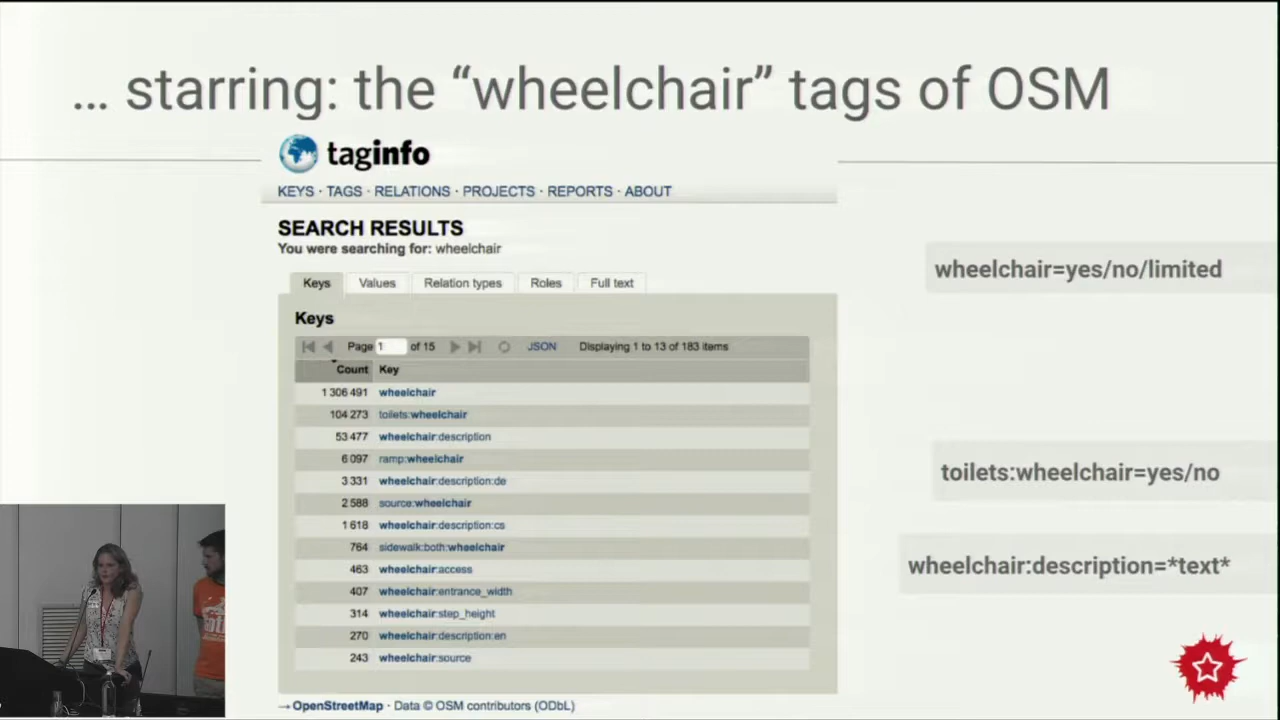 ... starring: the “wheelchair” tags of OSM
taginfo
KEYS · TAGS · RELATIONS · PROJECTS · REPORTS · ABOUT
SEARCH RESULTS
You were searching for: wheelchair
Keys Values Relation types Roles Full text
Keys
Page 1 of 15 JSON Displaying 1 to 13 of 183 items
Count Key
1 306 491 wheelchair
104 273 toilets:wheelchair
53 477 wheelchair:description
6 097 ramp:wheelchair
3 331 wheelchair:description:de
2 588 source:wheelchair
1 618 wheelchair:description:cs
764 sidewalk:both:wheelchair
463 wheelchair:access
407 wheelchair:entrance_width
314 wheelchair:step_height
270 wheelchair:description:en
243 wheelchair:source
→OpenStreetMap · Data © OSM contributors (ODbL)
wheelchair=yes/no/limited
toilets:wheelchair=yes/no
wheelchair:description=*text*